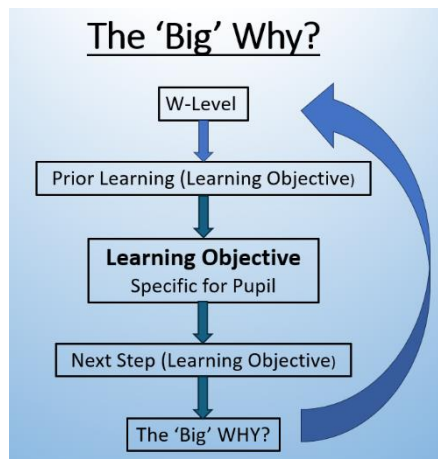 The ‘Big’ Why?
W-Level
Prior Learning (Learning Objective)
Learning Objective
Specific for Pupil
Next Step (Learning Objective)
The ‘Big’ WHY?